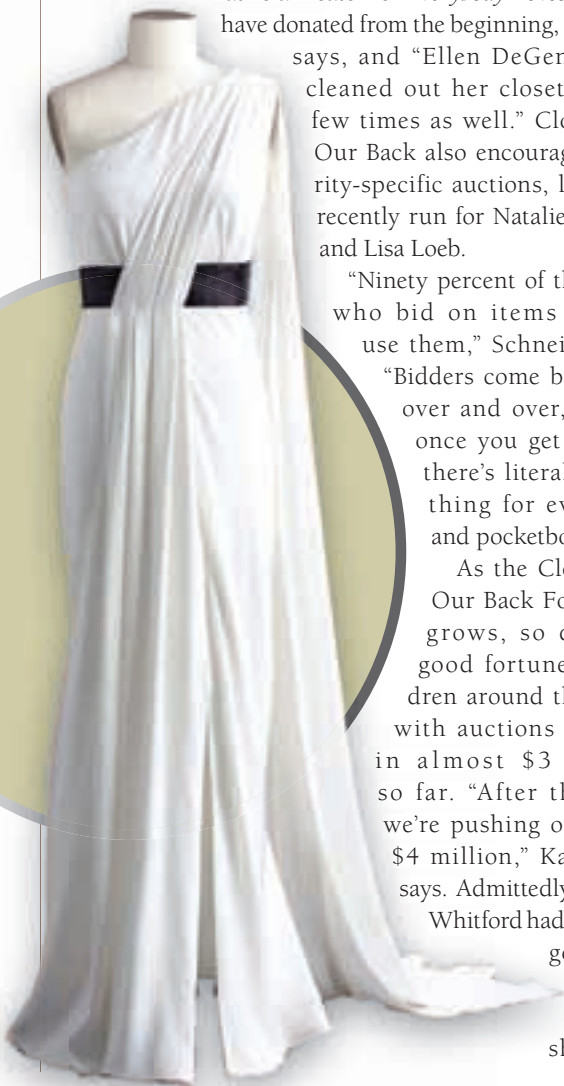 have donated from the beginning,
says, and “Ellen DeGen
cleaned out her closet
few times as well.” Clo
Our Back also encourag
rity-specific auctions, l
recently run for Natalie
and Lisa Loeb.
“Ninety percent of th
who bid on items
use them,” Schnei
“Bidders come b
over and over,
once you get
there’s literal
thing for ev
and pocketbo
As the Clo
Our Back Fo
grows, so d
good fortune
dren around th
with auctions
in almost $3
so far. “After th
we’re pushing o
$4 million,” Ka
says. Admittedly
Whitford had
go
sh